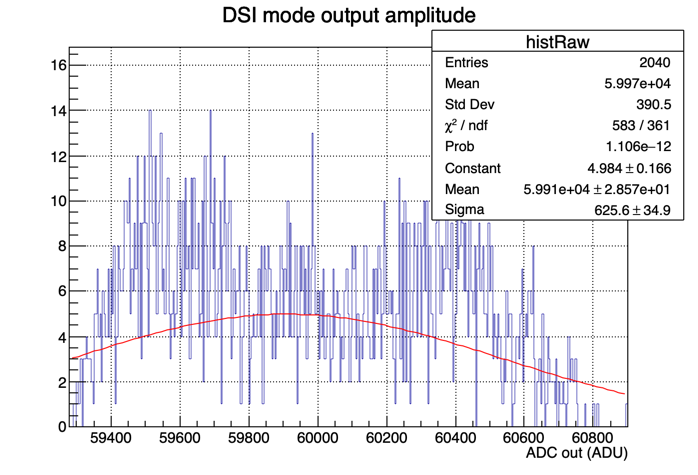 DSI mode output amplitude
histRaw
Entries 2040
Mean 5.997e+04
Std Dev 390.5
χ² / ndf 583 / 361
Prob 1.106e−12
Constant 4.984 ± 0.166
Mean 5.991e+04 ± 2.857e+01
Sigma 625.6 ± 34.9
16
14
12
10
8
6
4
2
0
59400 59600 59800 60000 60200 60400 60600 60800
ADC out (ADU)